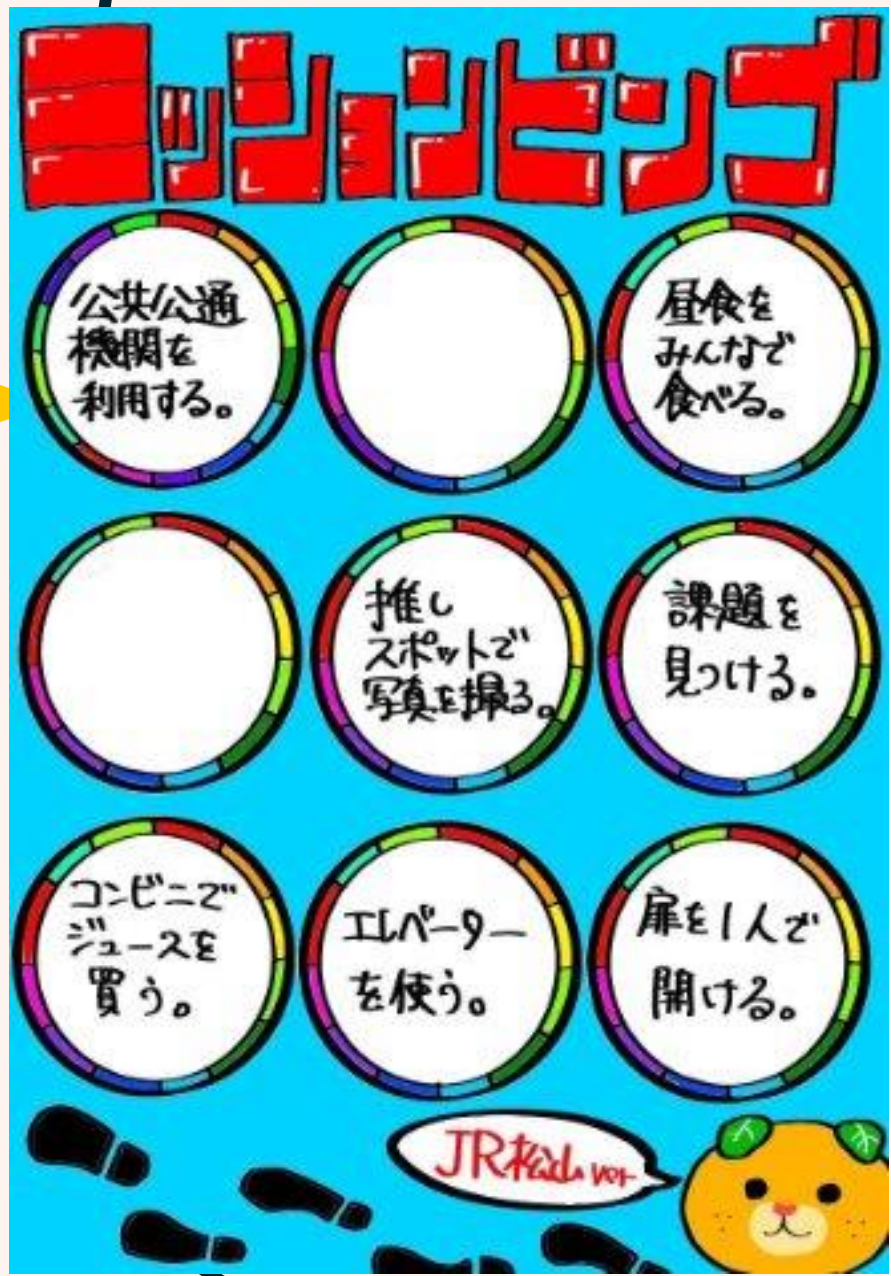 ミッションビンゴ
公共公通
機関を
利用する。
昼食を
みんなで
食べる。
推し
スポットで
写真を撮る。
課題を
見つける。
コンビニで
ジュースを
買う。
エレベーター
を使う。
扉を1人で
開ける。
JR松山ver